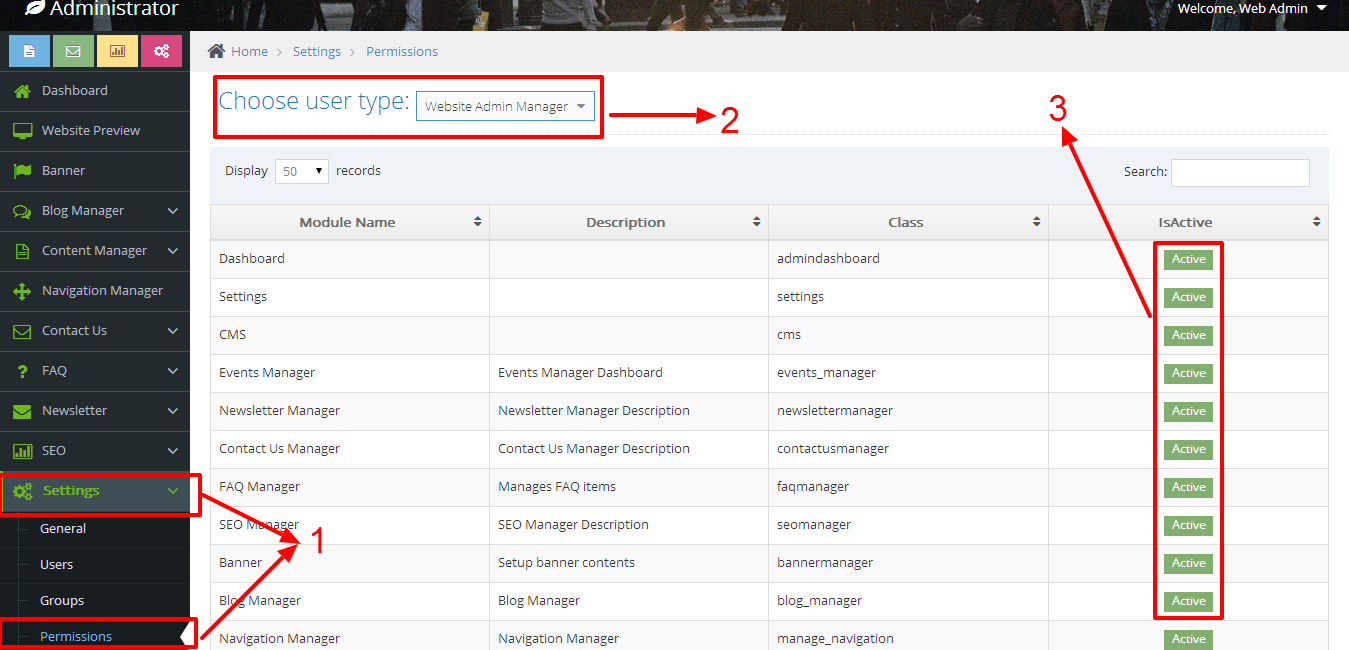 Administrator
Welcome, Web Admin
Home > Settings > Permissions
Dashboard
Website Preview
Banner
Blog Manager
Content Manager
Navigation Manager
Contact Us
FAQ
Newsletter
SEO
Settings
General
Users
Groups
Permissions
1
Choose user type: Website Admin Manager
2
3
Display 50 records
Search:
Module Name Description Class IsActive
Dashboard admindashboard Active
Settings settings Active
CMS cms Active
Events Manager Events Manager Dashboard events_manager Active
Newsletter Manager Newsletter Manager Description newslettermanager Active
Contact Us Manager Contact Us Manager Description contactusmanager Active
FAQ Manager Manages FAQ items faqmanager Active
SEO Manager SEO Manager Description seomanager Active
Banner Setup banner contents bannermanager Active
Blog Manager Blog Manager blog_manager Active
Navigation Manager Navigation Manager manage_navigation Active